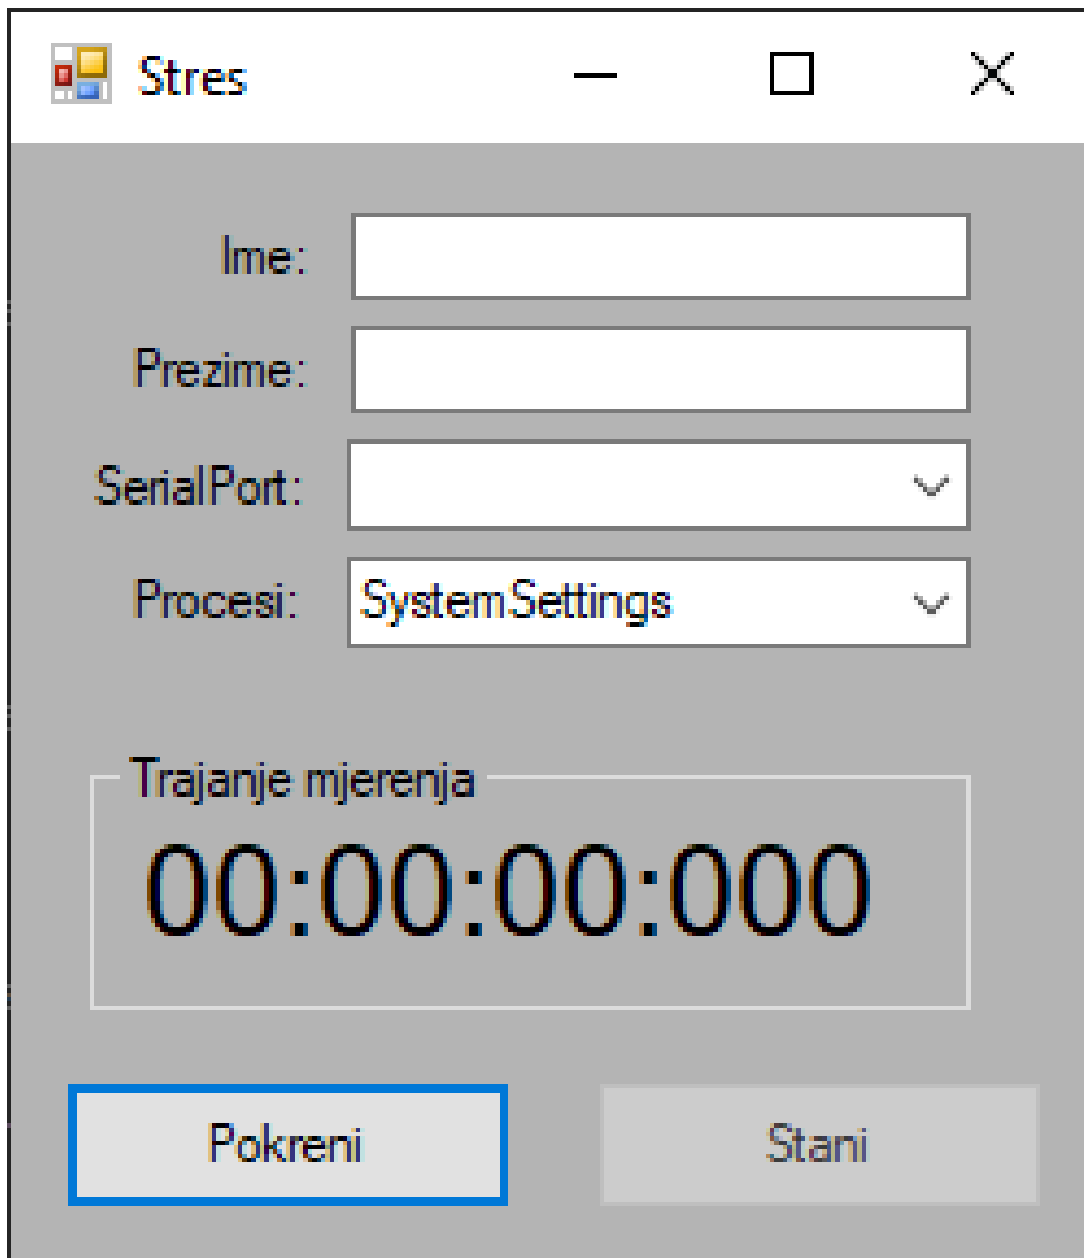 Stres
Ime:
Prezime:
SerialPort:
Procesi: SystemSettings
Trajanje mjerenja
00:00:00:000
Pokreni Stani